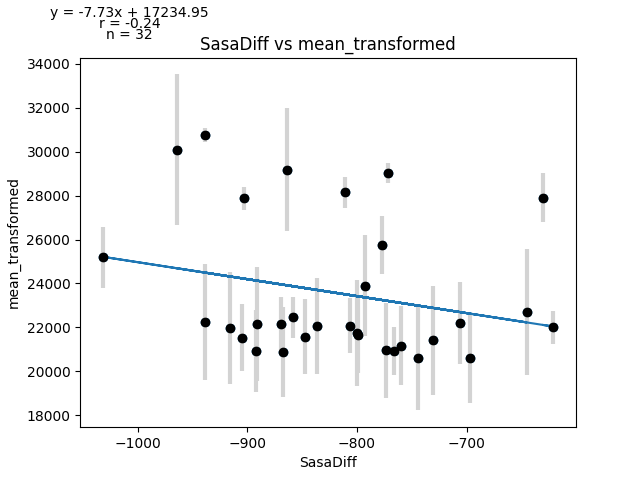 y = -7.73x + 17234.95
r = -0.24
n = 32
SasaDiff vs mean_transformed
34000
32000
30000
28000
26000
24000
22000
20000
18000
mean_transformed
−1000
−900
−800
−700
SasaDiff